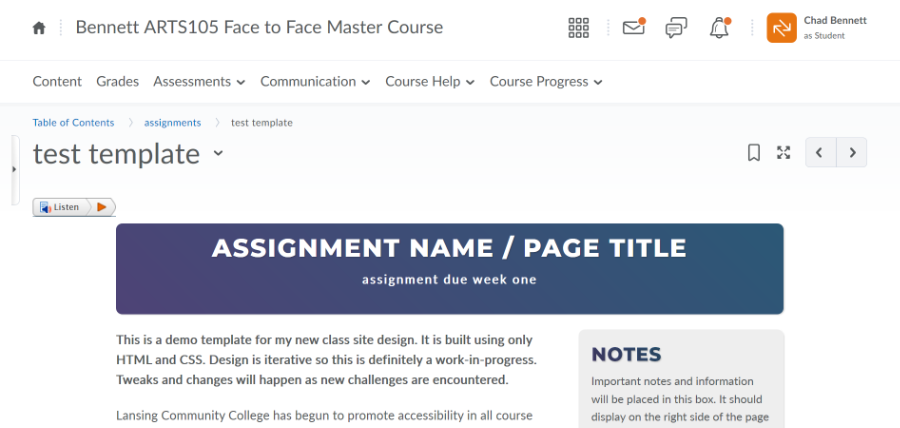 Bennett ARTS105 Face to Face Master Course
Chad Bennett
as Student
Content Grades Assessments Communication Course Help Course Progress
Table of Contents assignments test template
test template
Listen
ASSIGNMENT NAME / PAGE TITLE
assignment due week one
This is a demo template for my new class site design. It is built using only
HTML and CSS. Design is iterative so this is definitely a work-in-progress.
Tweaks and changes will happen as new challenges are encountered.
Lansing Community College has begun to promote accessibility in all course
NOTES
Important notes and information
will be placed in this box. It should
display on the right side of the page